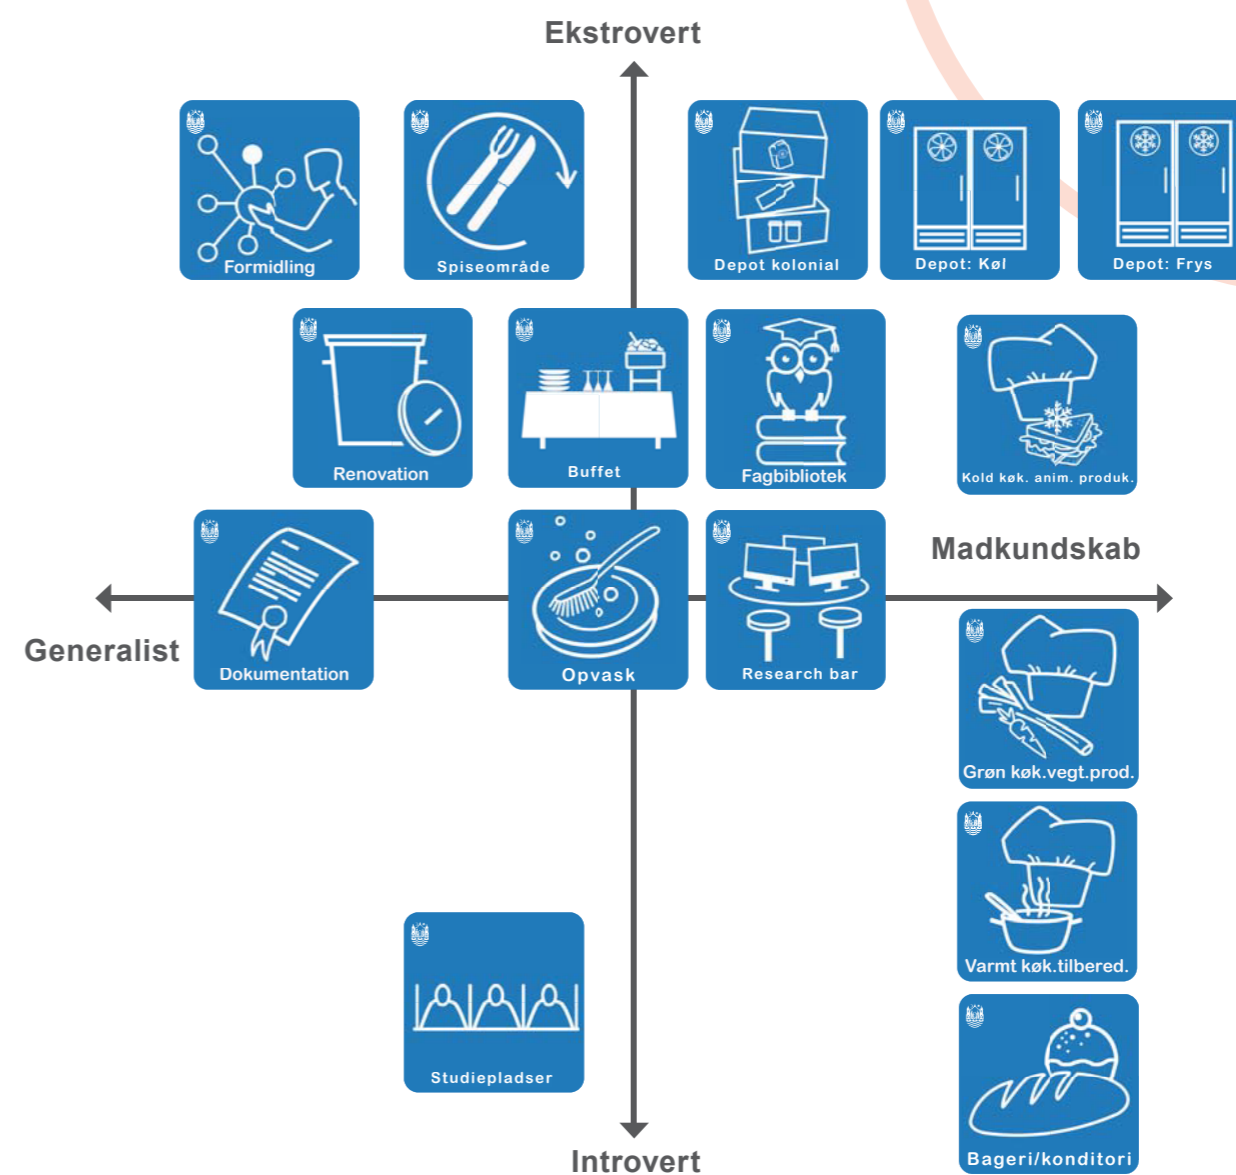 Ekstrovert
Formidling
Spiseområde
Depot kolonial
Depot: Køl
Depot: Frys
Renovation
Buffet
Fagbibliotek
Kold køk. anim. produk.
Madkundskab
Generalist
Dokumentation
Opvask
Research bar
Grøn køk.vegt.prod.
Varmt køk.tilbered.
Studiepladser
Bageri/konditori
Introvert